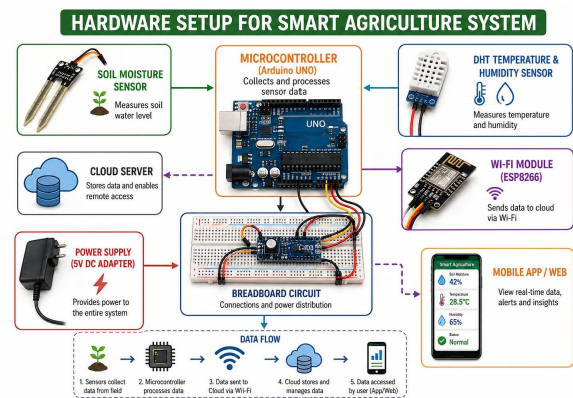 HARDWARE SETUP FOR SMART AGRICULTURE SYSTEM
SOIL MOISTURE
SENSOR
Measures soil
water level
MICROCONTROLLER
(Arduino UNO)
Collects and processes
sensor data
UNO
DHT TEMPERATURE &
HUMIDITY SENSOR
Measures temperature
and humidity
CLOUD SERVER
Stores data and enables
remote access
WI-FI MODULE
(ESP8266)
Sends data to cloud
via Wi-Fi
POWER SUPPLY
(5V DC ADAPTER)
Provides power to
the entire system
BREADBOARD CIRCUIT
Connections and power distribution
Smart Agriculture
Soil Moisture
42%
Temperature
28.5°C
Humidity
65%
Status
Normal
MOBILE APP / WEB
View real-time data,
alerts and insights
DATA FLOW
1. Sensors collect
data from field
2. Microcontroller
processes data
3. Data sent to
Cloud via Wi-Fi
4. Cloud stores and
manages data
5. Data accessed
by user (App/Web)